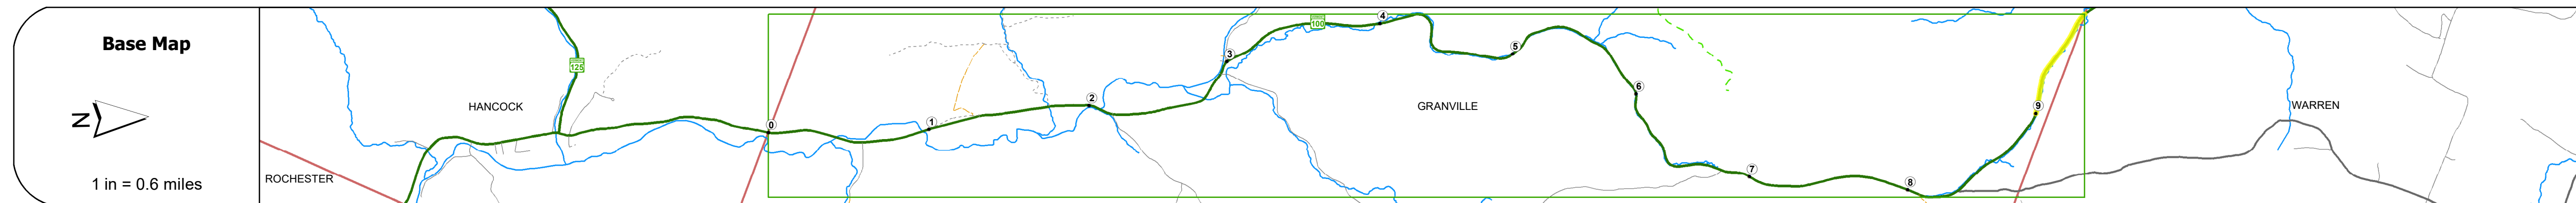 Base Map
N
1 in = 0.6 miles
ROCHESTER
HANCOCK
125
0
1
2
3
100
4
5
GRANVILLE
6
7
8
9
WARREN